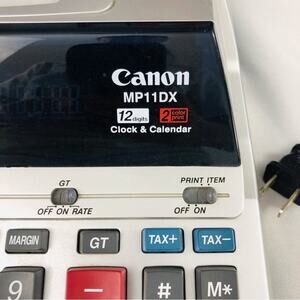 Canon
MP11DX
12 digits 2 color print
Clock & Calendar
GT
PRINT ITEM
OFF ON RATE
OFF ON
MARGIN GT TAX+ TAX−
9 − # M*